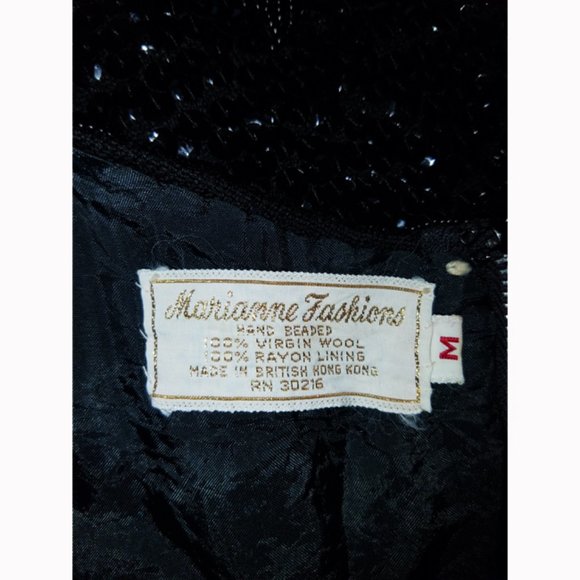 Marianne Fashions
HAND BEADED
100% VIRGIN WOOL
100% RAYON LINING
MADE IN BRITISH HONG KONG
RN 30216
M